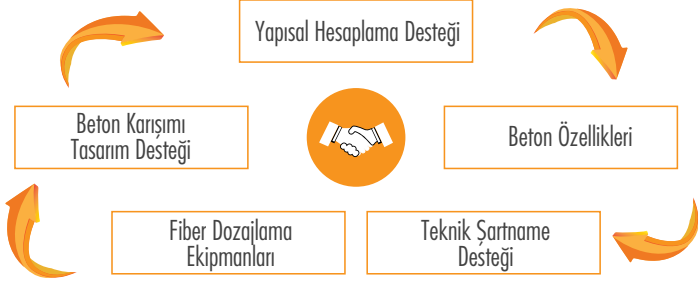 Yapısal Hesaplama Desteği
Beton Karışımı
Tasarım Desteği
Beton Özellikleri
Fiber Dozajlama
Ekipmanları
Teknik Şartname
Desteği